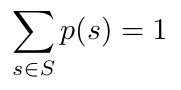 ∑_{s∈S} p(s) = 1